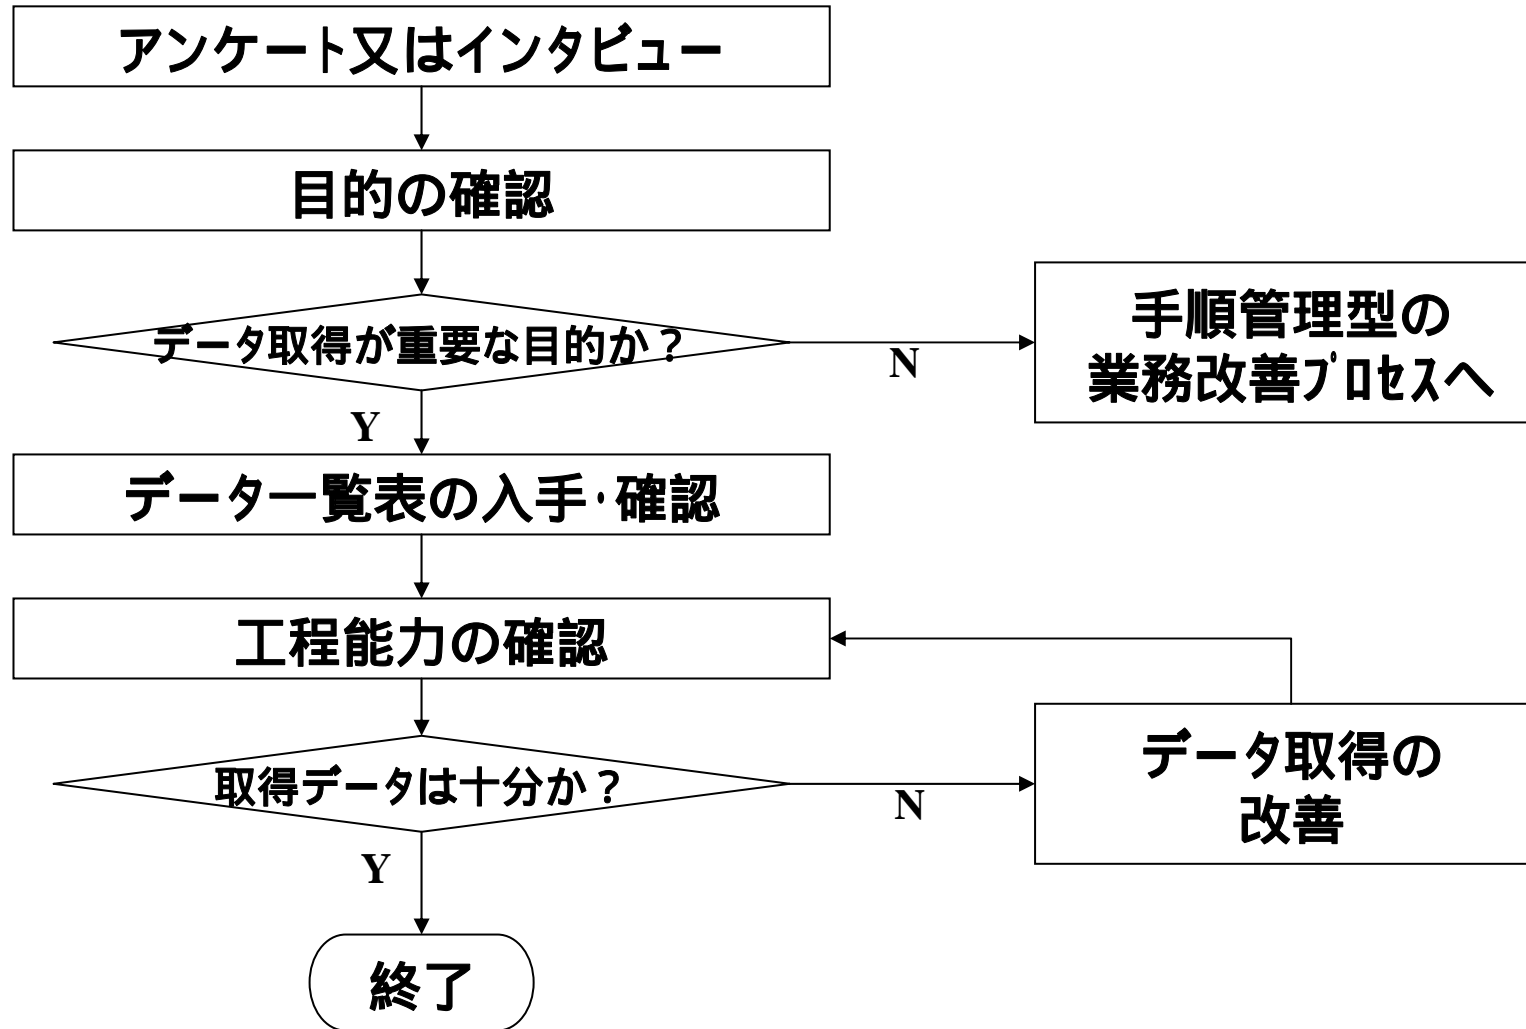 アンケート又はインタビュー
目的の確認
データ取得が重要な目的か？
N
手順管理型の
業務改善ﾌﾟﾛｾｽへ
Y
データ一覧表の入手･確認
工程能力の確認
取得データは十分か？
N
データ取得の
改善
Y
終了